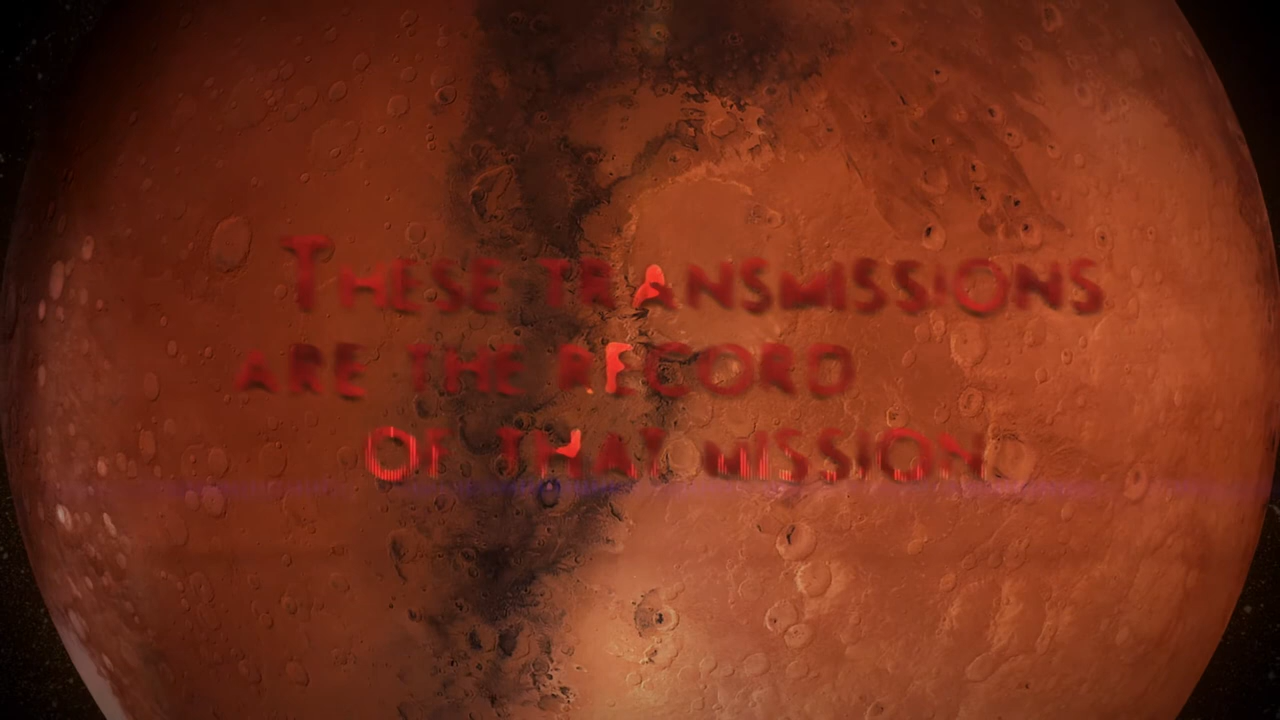 These transmissions
are the record
of that mission